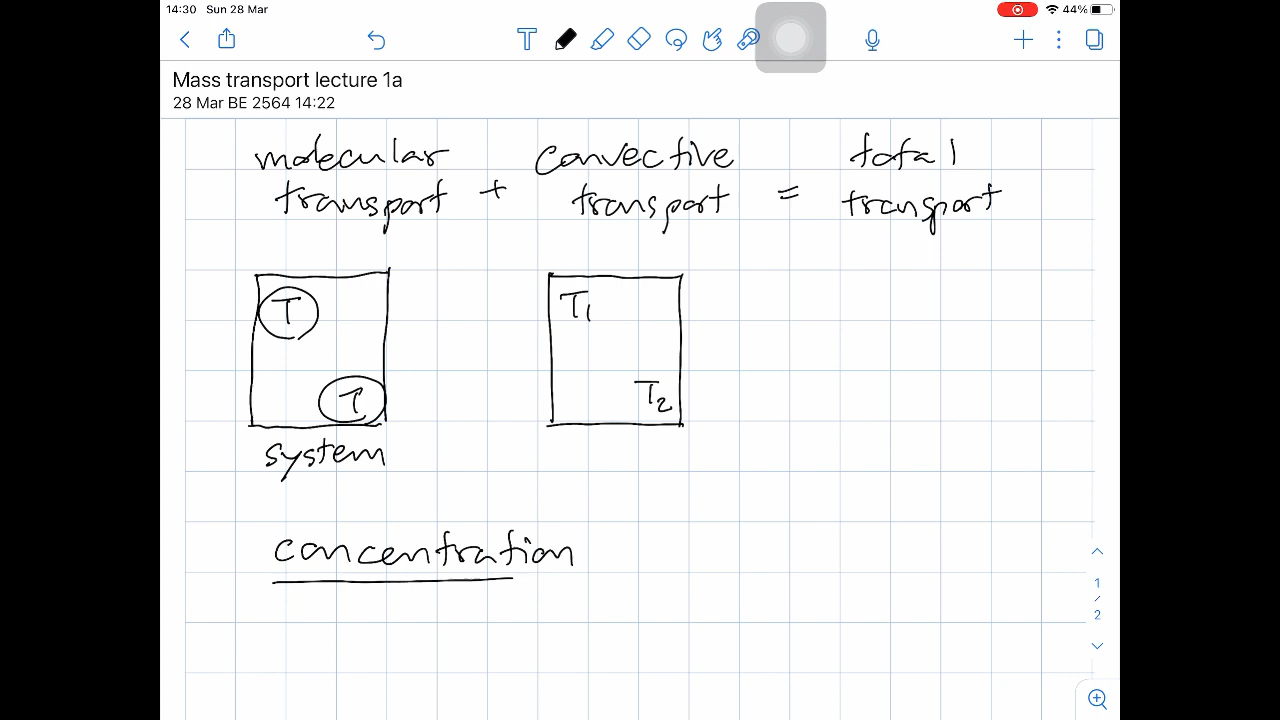 14:30 Sun 28 Mar
44%
T
Mass transport lecture 1a
28 Mar BE 2564 14:22
molecular convective total
transport + transport = transport
T T1
T T2
system
concentration
1
/
2